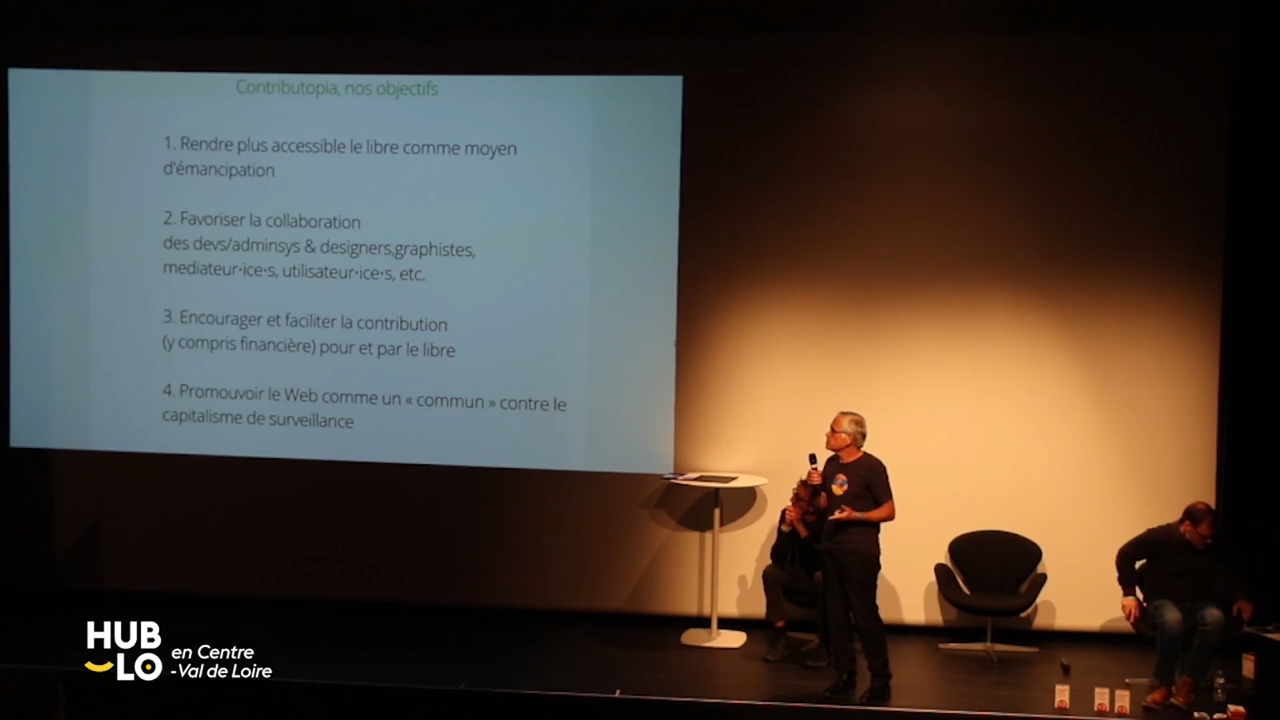 Contributopia, nos objectifs
1. Rendre plus accessible le libre comme moyen
d'émancipation
2. Favoriser la collaboration
des devs/adminsys & designers,graphistes,
mediateur·ice·s, utilisateur·ice·s, etc.
3. Encourager et faciliter la contribution
(y compris financière) pour et par le libre
4. Promouvoir le Web comme un « commun » contre le
capitalisme de surveillance
HUB
LO
en Centre
-Val de Loire